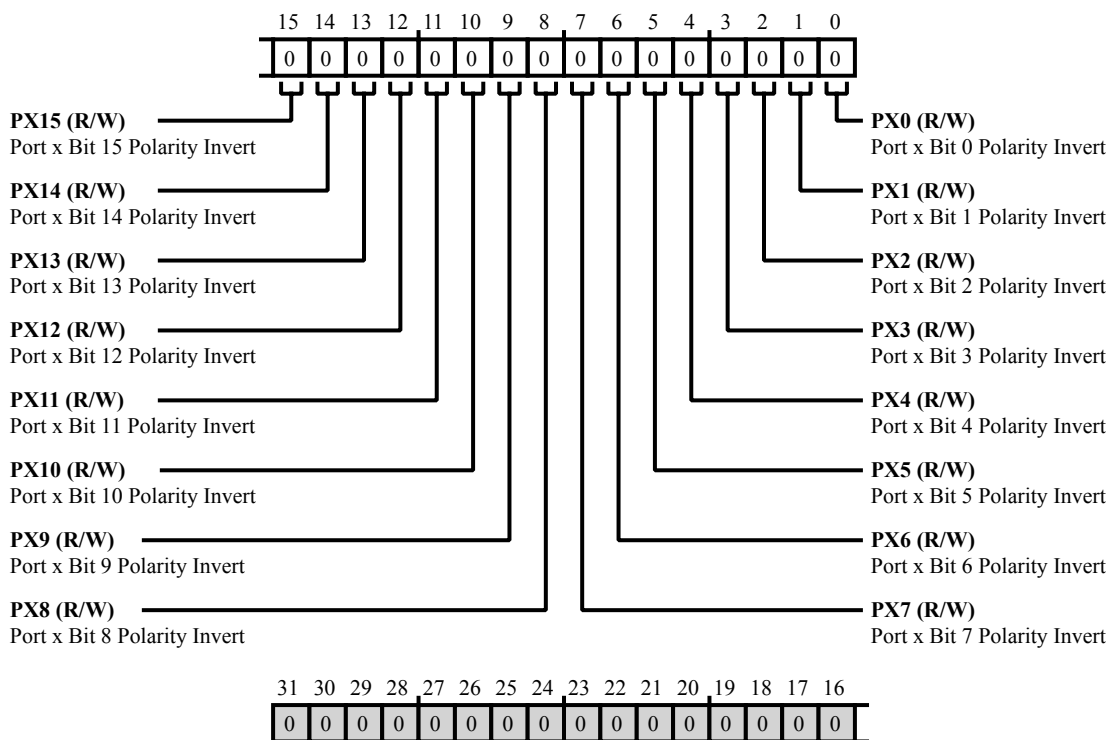 15 14 13 12 11 10 9 8 7 6 5 4 3 2 1 0
0 0 0 0 0 0 0 0 0 0 0 0 0 0 0 0
PX15 (R/W)
Port x Bit 15 Polarity Invert
PX14 (R/W)
Port x Bit 14 Polarity Invert
PX13 (R/W)
Port x Bit 13 Polarity Invert
PX12 (R/W)
Port x Bit 12 Polarity Invert
PX11 (R/W)
Port x Bit 11 Polarity Invert
PX10 (R/W)
Port x Bit 10 Polarity Invert
PX9 (R/W)
Port x Bit 9 Polarity Invert
PX8 (R/W)
Port x Bit 8 Polarity Invert
PX0 (R/W)
Port x Bit 0 Polarity Invert
PX1 (R/W)
Port x Bit 1 Polarity Invert
PX2 (R/W)
Port x Bit 2 Polarity Invert
PX3 (R/W)
Port x Bit 3 Polarity Invert
PX4 (R/W)
Port x Bit 4 Polarity Invert
PX5 (R/W)
Port x Bit 5 Polarity Invert
PX6 (R/W)
Port x Bit 6 Polarity Invert
PX7 (R/W)
Port x Bit 7 Polarity Invert
31 30 29 28 27 26 25 24 23 22 21 20 19 18 17 16
0 0 0 0 0 0 0 0 0 0 0 0 0 0 0 0